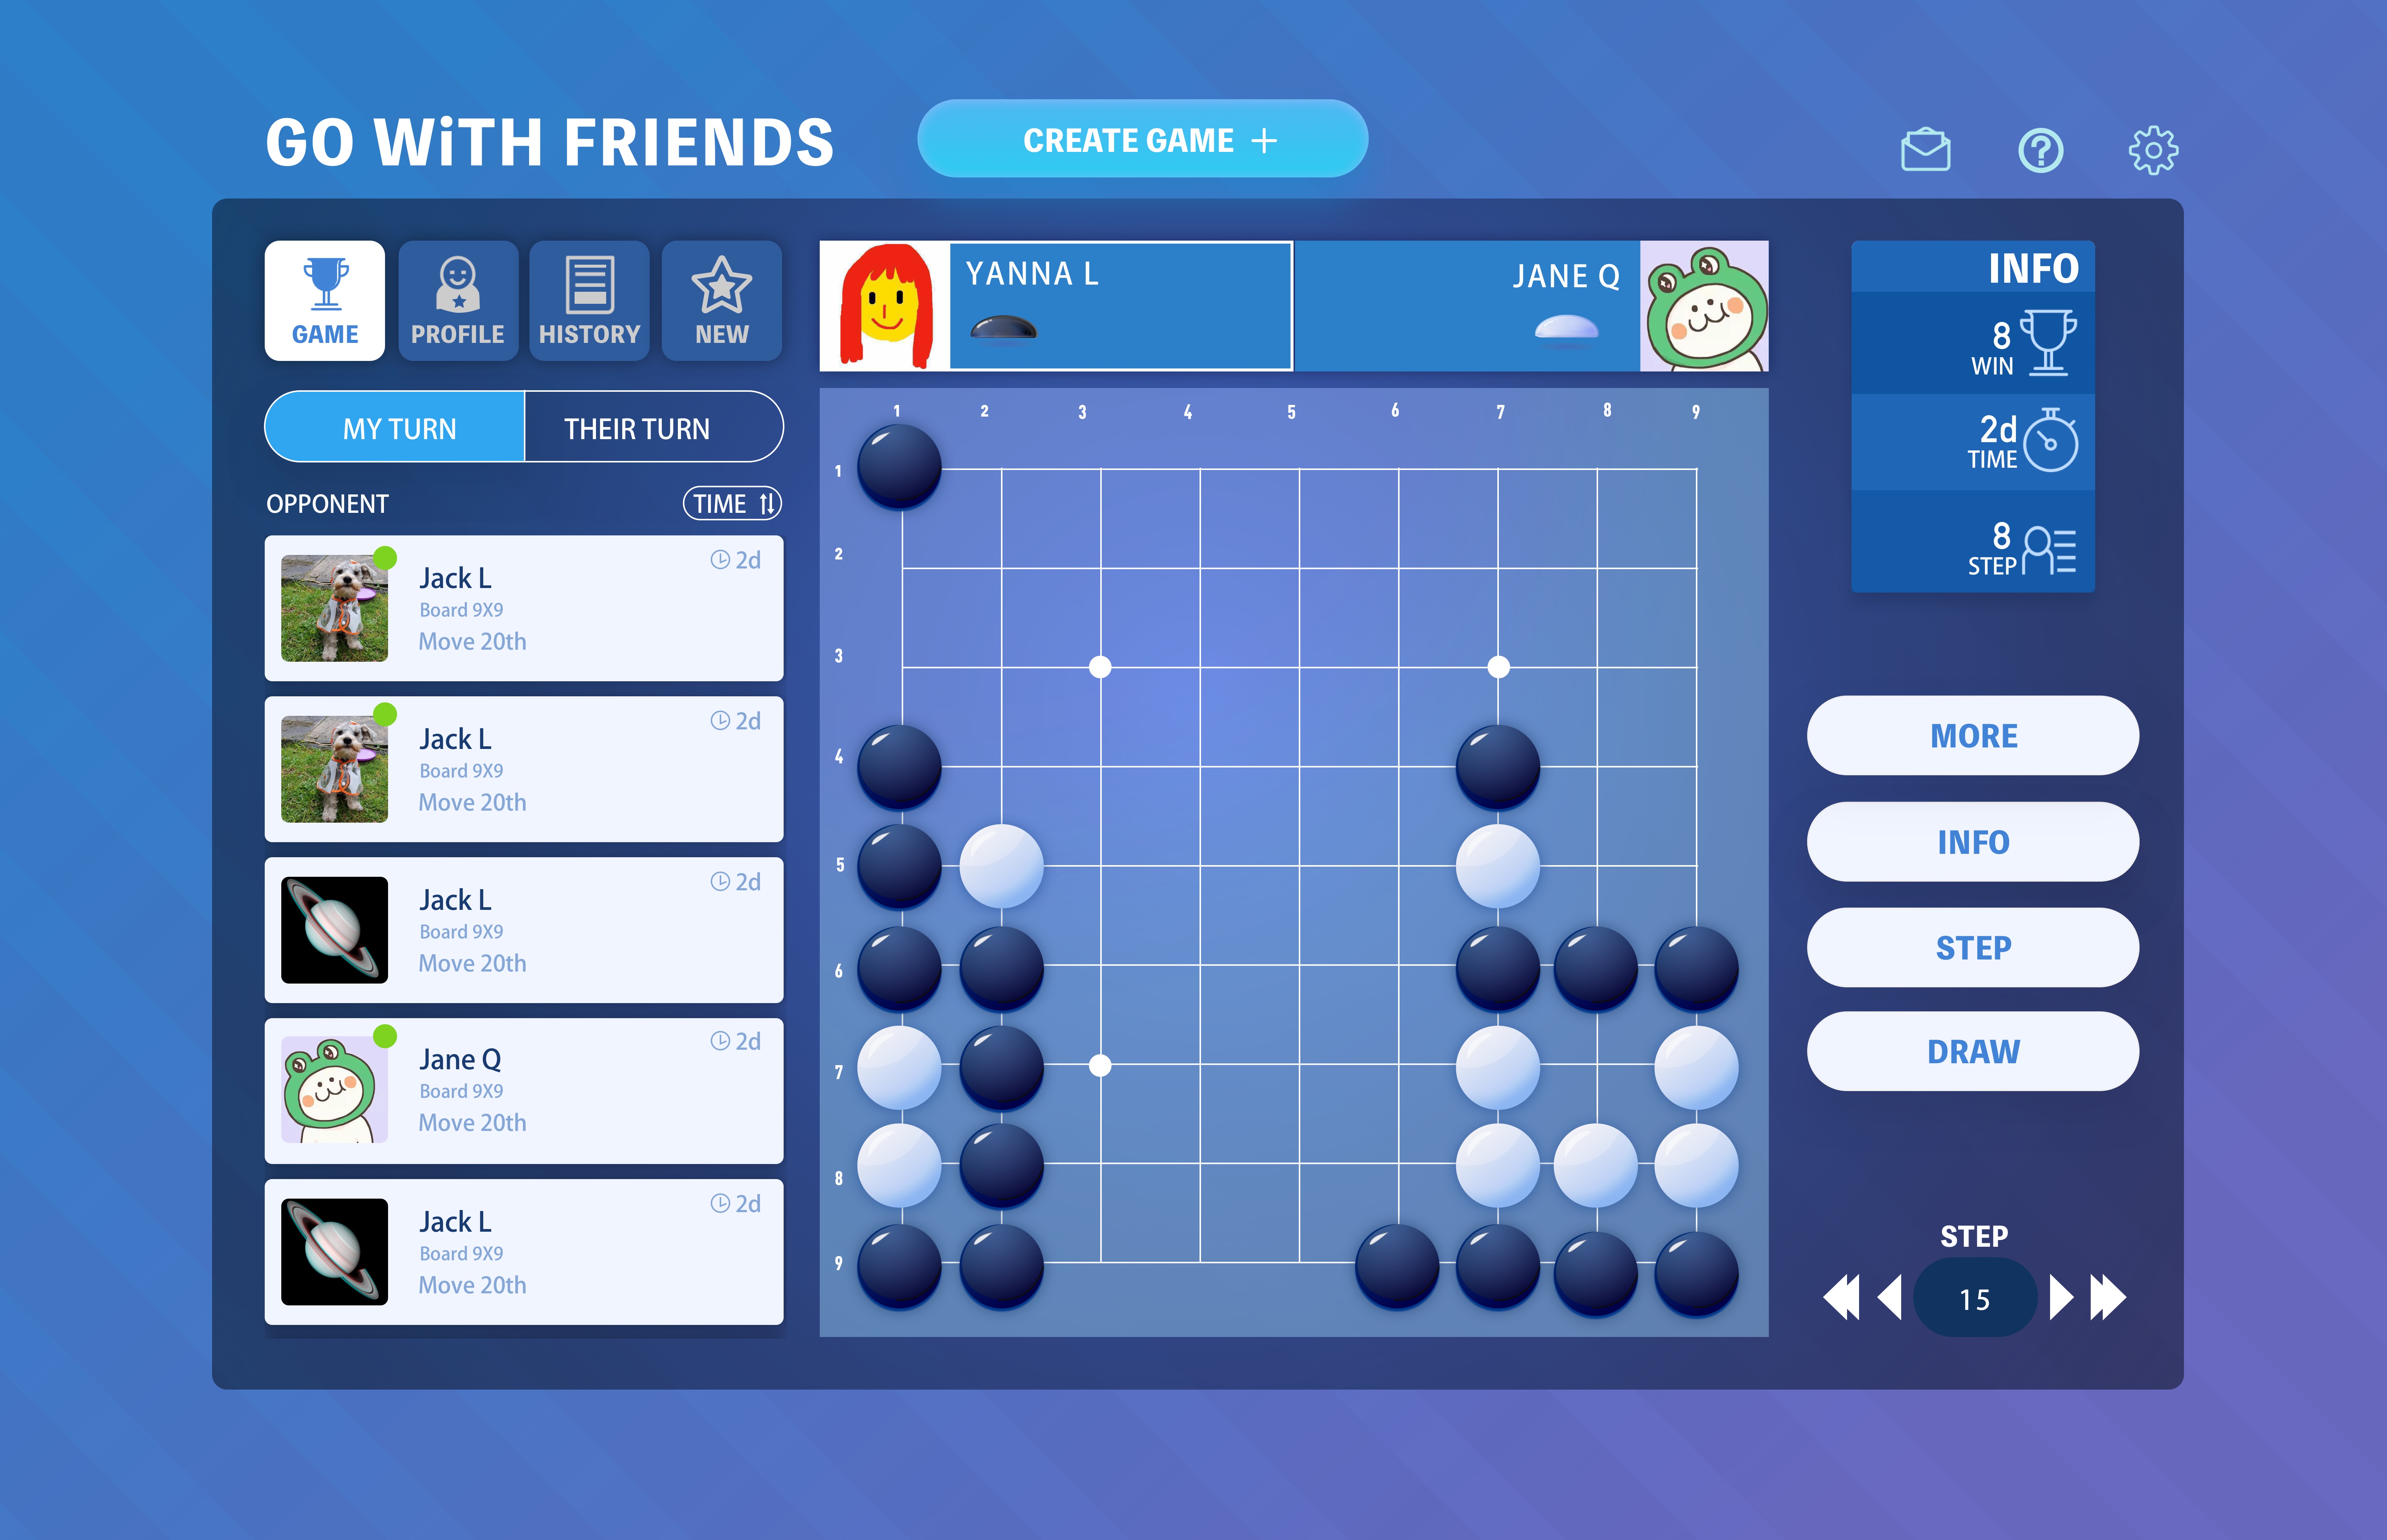 GO WiTH FRIENDS
CREATE GAME +
GAME
PROFILE
HISTORY
NEW
MY TURN
THEIR TURN
OPPONENT
TIME
Jack L
2d
Board 9X9
Move 20th
Jack L
2d
Board 9X9
Move 20th
Jack L
2d
Board 9X9
Move 20th
Jane Q
2d
Board 9X9
Move 20th
Jack L
2d
Board 9X9
Move 20th
YANNA L
JANE Q
1 2 3 4 5 6 7 8 9
1
2
3
4
5
6
7
8
9
INFO
8
WIN
2d
TIME
8
STEP
MORE
INFO
STEP
DRAW
STEP
15